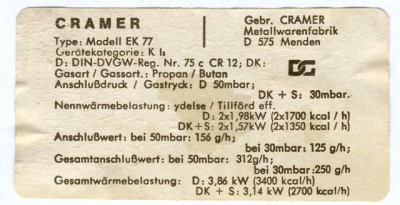 CRAMER
Gebr. CRAMER
Metallwarenfabrik
D 575 Menden
Type: Modell EK 77
Gerätekategorie: K I₃
D: DIN-DVGW-Reg. Nr. 75 c CR 12; DK:
DG
Gasart / Gassort.: Propan / Butan
Anschlußdruck / Gastryck: D 50mbar;
DK + S: 30mbar.
Nennwärmebelastung: ydelse / Tillförd eff.
D: 2x1,98kW (2x1700 kcal / h)
DK+S: 2x1,57kW (2x1350 kcal / h)
Anschlußwert: bei 50mbar: 156 g/h;
bei 30mbar: 125 g/h;
Gesamtanschlußwert: bei 50mbar: 312g/h;
bei 30mbar: 250 g/h
Gesamtwärmebelastung: D: 3,86 kW (3400 kcal/h)
DK + S: 3,14 kW (2700 kcal/h)